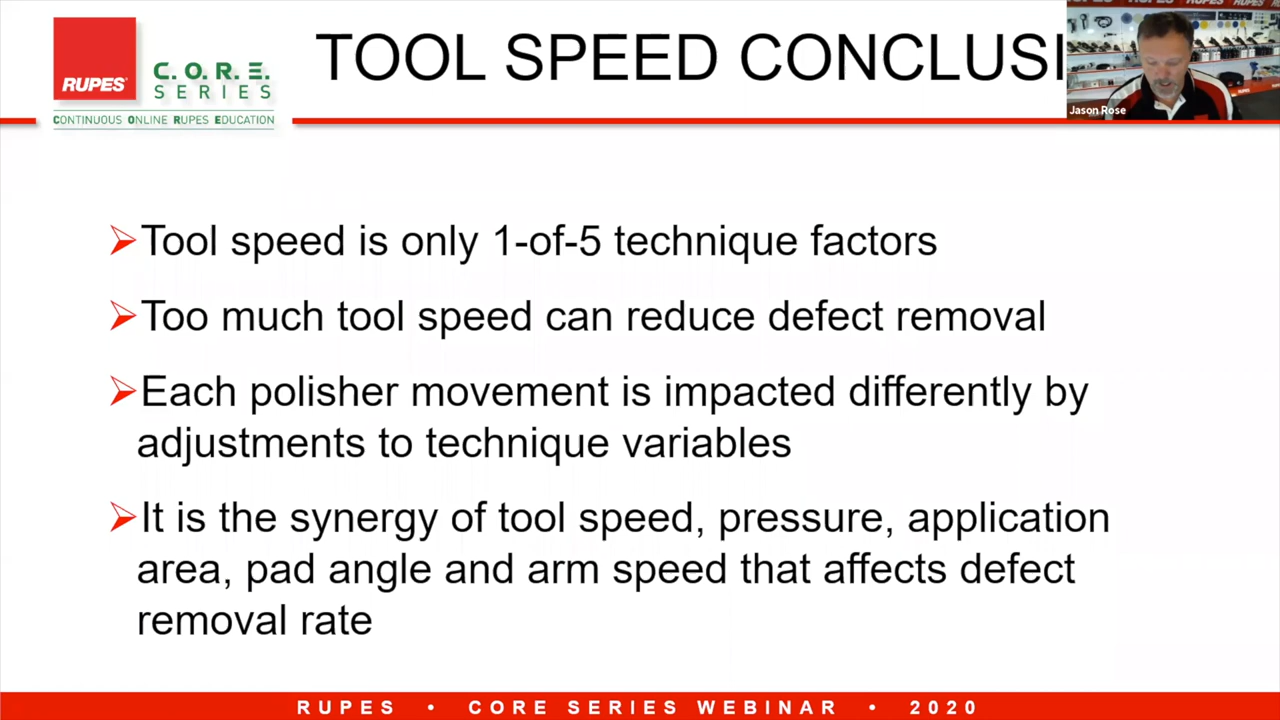 RUPES
C.O.R.E.
SERIES
CONTINUOUS ONLINE RUPES EDUCATION
TOOL SPEED CONCLUSI
RUPES
RUPES
Jason Rose
Tool speed is only 1-of-5 technique factors
Too much tool speed can reduce defect removal
Each polisher movement is impacted differently by
adjustments to technique variables
It is the synergy of tool speed, pressure, application
area, pad angle and arm speed that affects defect
removal rate
RUPES • CORE SERIES WEBINAR • 2020